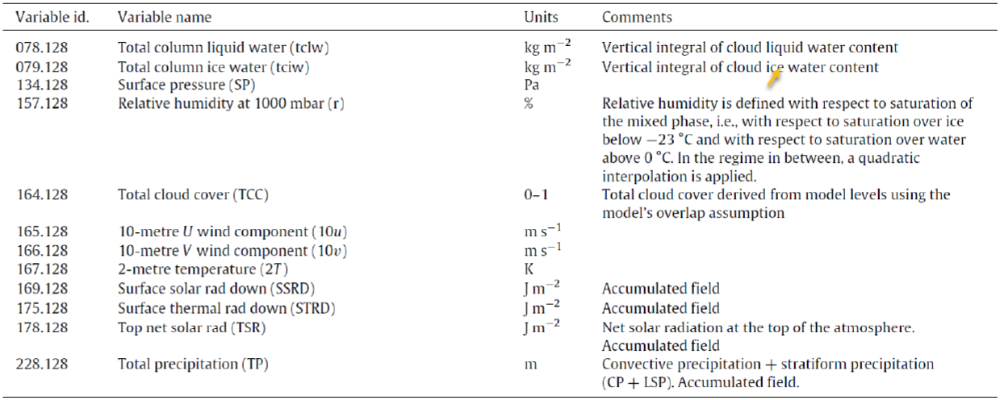 Variable id. Variable name Units Comments
078.128 Total column liquid water (tclw) kg m−2 Vertical integral of cloud liquid water content
079.128 Total column ice water (tciw) kg m−2 Vertical integral of cloud ice water content
134.128 Surface pressure (SP) Pa
157.128 Relative humidity at 1000 mbar (r) % Relative humidity is defined with respect to saturation of
the mixed phase, i.e., with respect to saturation over ice
below −23 °C and with respect to saturation over water
above 0 °C. In the regime in between, a quadratic
interpolation is applied.
164.128 Total cloud cover (TCC) 0–1 Total cloud cover derived from model levels using the
model's overlap assumption
165.128 10-metre U wind component (10u) m s−1
166.128 10-metre V wind component (10v) m s−1
167.128 2-metre temperature (2T) K
169.128 Surface solar rad down (SSRD) J m−2 Accumulated field
175.128 Surface thermal rad down (STRD) J m−2 Accumulated field
178.128 Top net solar rad (TSR) J m−2 Net solar radiation at the top of the atmosphere.
Accumulated field
228.128 Total precipitation (TP) m Convective precipitation + stratiform precipitation
(CP + LSP). Accumulated field.